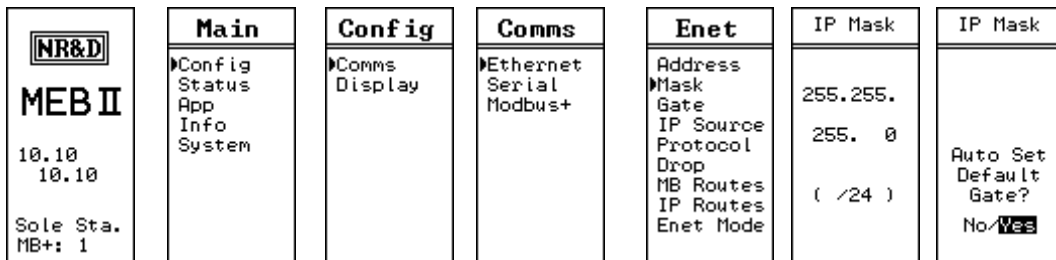 NR&D
MEB II
10.10
10.10
Sole Sta.
MB+: 1
Main
Config
Status
App
Info
System
Config
Comms
Display
Comms
Ethernet
Serial
Modbus+
Enet
Address
Mask
Gate
IP Source
Protocol
Drop
MB Routes
IP Routes
Enet Mode
IP Mask
255.255.
255. 0
( /24 )
IP Mask
Auto Set
Default
Gate?
No/Yes